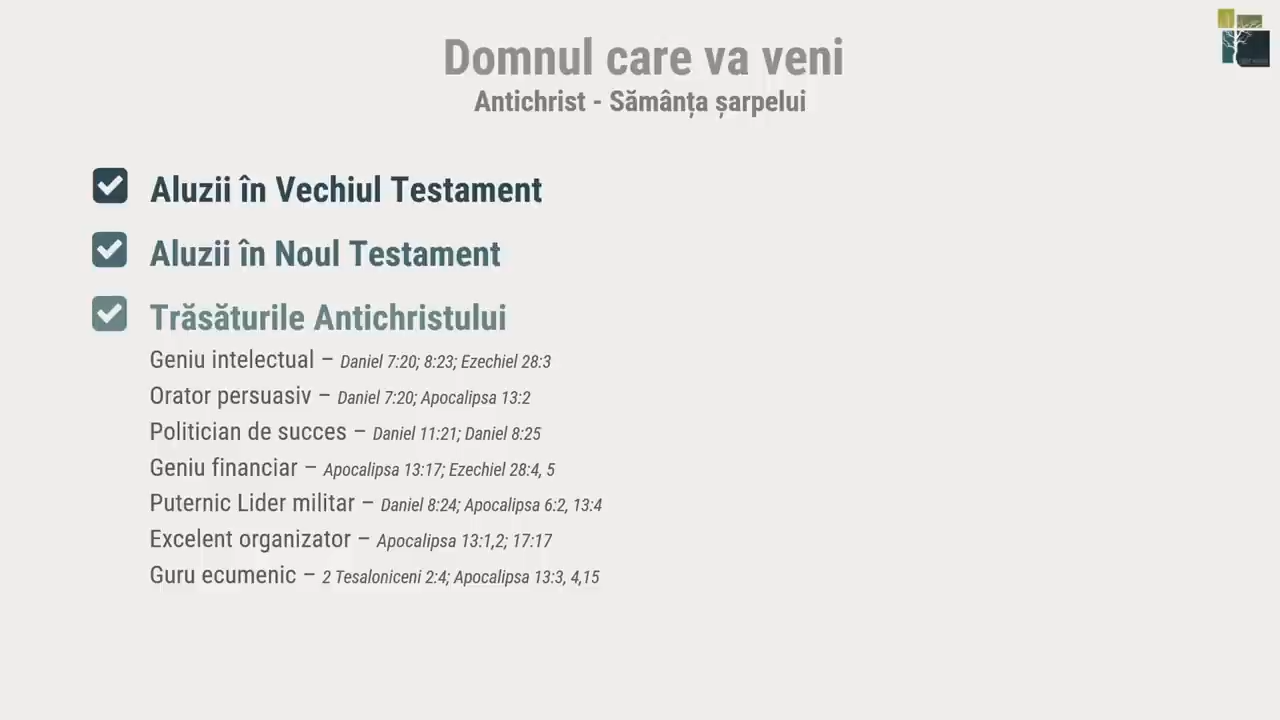 Domnul care va veni
Antichrist - Sămânța șarpelui
Aluzii în Vechiul Testament
Aluzii în Noul Testament
Trăsăturile Antichristului
Geniu intelectual – Daniel 7:20; 8:23; Ezechiel 28:3
Orator persuasiv – Daniel 7:20; Apocalipsa 13:2
Politician de succes – Daniel 11:21; Daniel 8:25
Geniu financiar – Apocalipsa 13:17; Ezechiel 28:4, 5
Puternic Lider militar – Daniel 8:24; Apocalipsa 6:2, 13:4
Excelent organizator – Apocalipsa 13:1,2; 17:17
Guru ecumenic – 2 Tesaloniceni 2:4; Apocalipsa 13:3, 4,15